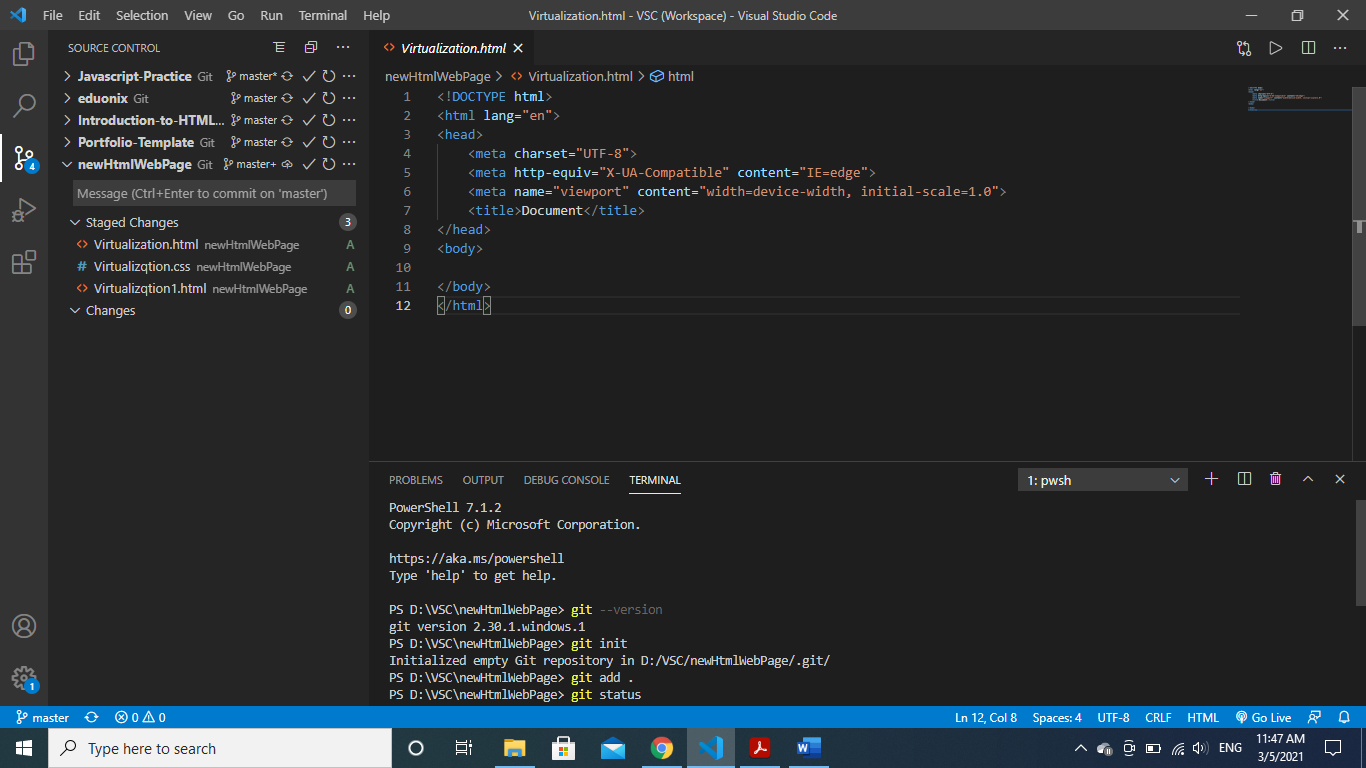 File Edit Selection View Go Run Terminal Help Virtualization.html - VSC (Workspace) - Visual Studio Code
SOURCE CONTROL
Javascript-Practice Git master*
eduonix Git master
Introduction-to-HTML... master
Portfolio-Template Git master
newHtmlWebPage Git master+
Message (Ctrl+Enter to commit on 'master')
Staged Changes 3
Virtualization.html newHtmlWebPage A
# Virtualizqtion.css newHtmlWebPage A
Virtualizqtion1.html newHtmlWebPage A
Changes 0
4
1
Virtualization.html
newHtmlWebPage > Virtualization.html > html
1 <!DOCTYPE html>
2 <html lang="en">
3 <head>
4 <meta charset="UTF-8">
5 <meta http-equiv="X-UA-Compatible" content="IE=edge">
6 <meta name="viewport" content="width=device-width, initial-scale=1.0">
7 <title>Document</title>
8 </head>
9 <body>
10
11 </body>
12 </html>
PROBLEMS OUTPUT DEBUG CONSOLE TERMINAL 1: pwsh
PowerShell 7.1.2
Copyright (c) Microsoft Corporation.
https://aka.ms/powershell
Type 'help' to get help.
PS D:\VSC\newHtmlWebPage> git --version
git version 2.30.1.windows.1
PS D:\VSC\newHtmlWebPage> git init
Initialized empty Git repository in D:/VSC/newHtmlWebPage/.git/
PS D:\VSC\newHtmlWebPage> git add .
PS D:\VSC\newHtmlWebPage> git status
master 0 0 Ln 12, Col 8 Spaces: 4 UTF-8 CRLF HTML Go Live
Type here to search ENG 11:47 AM
3/5/2021